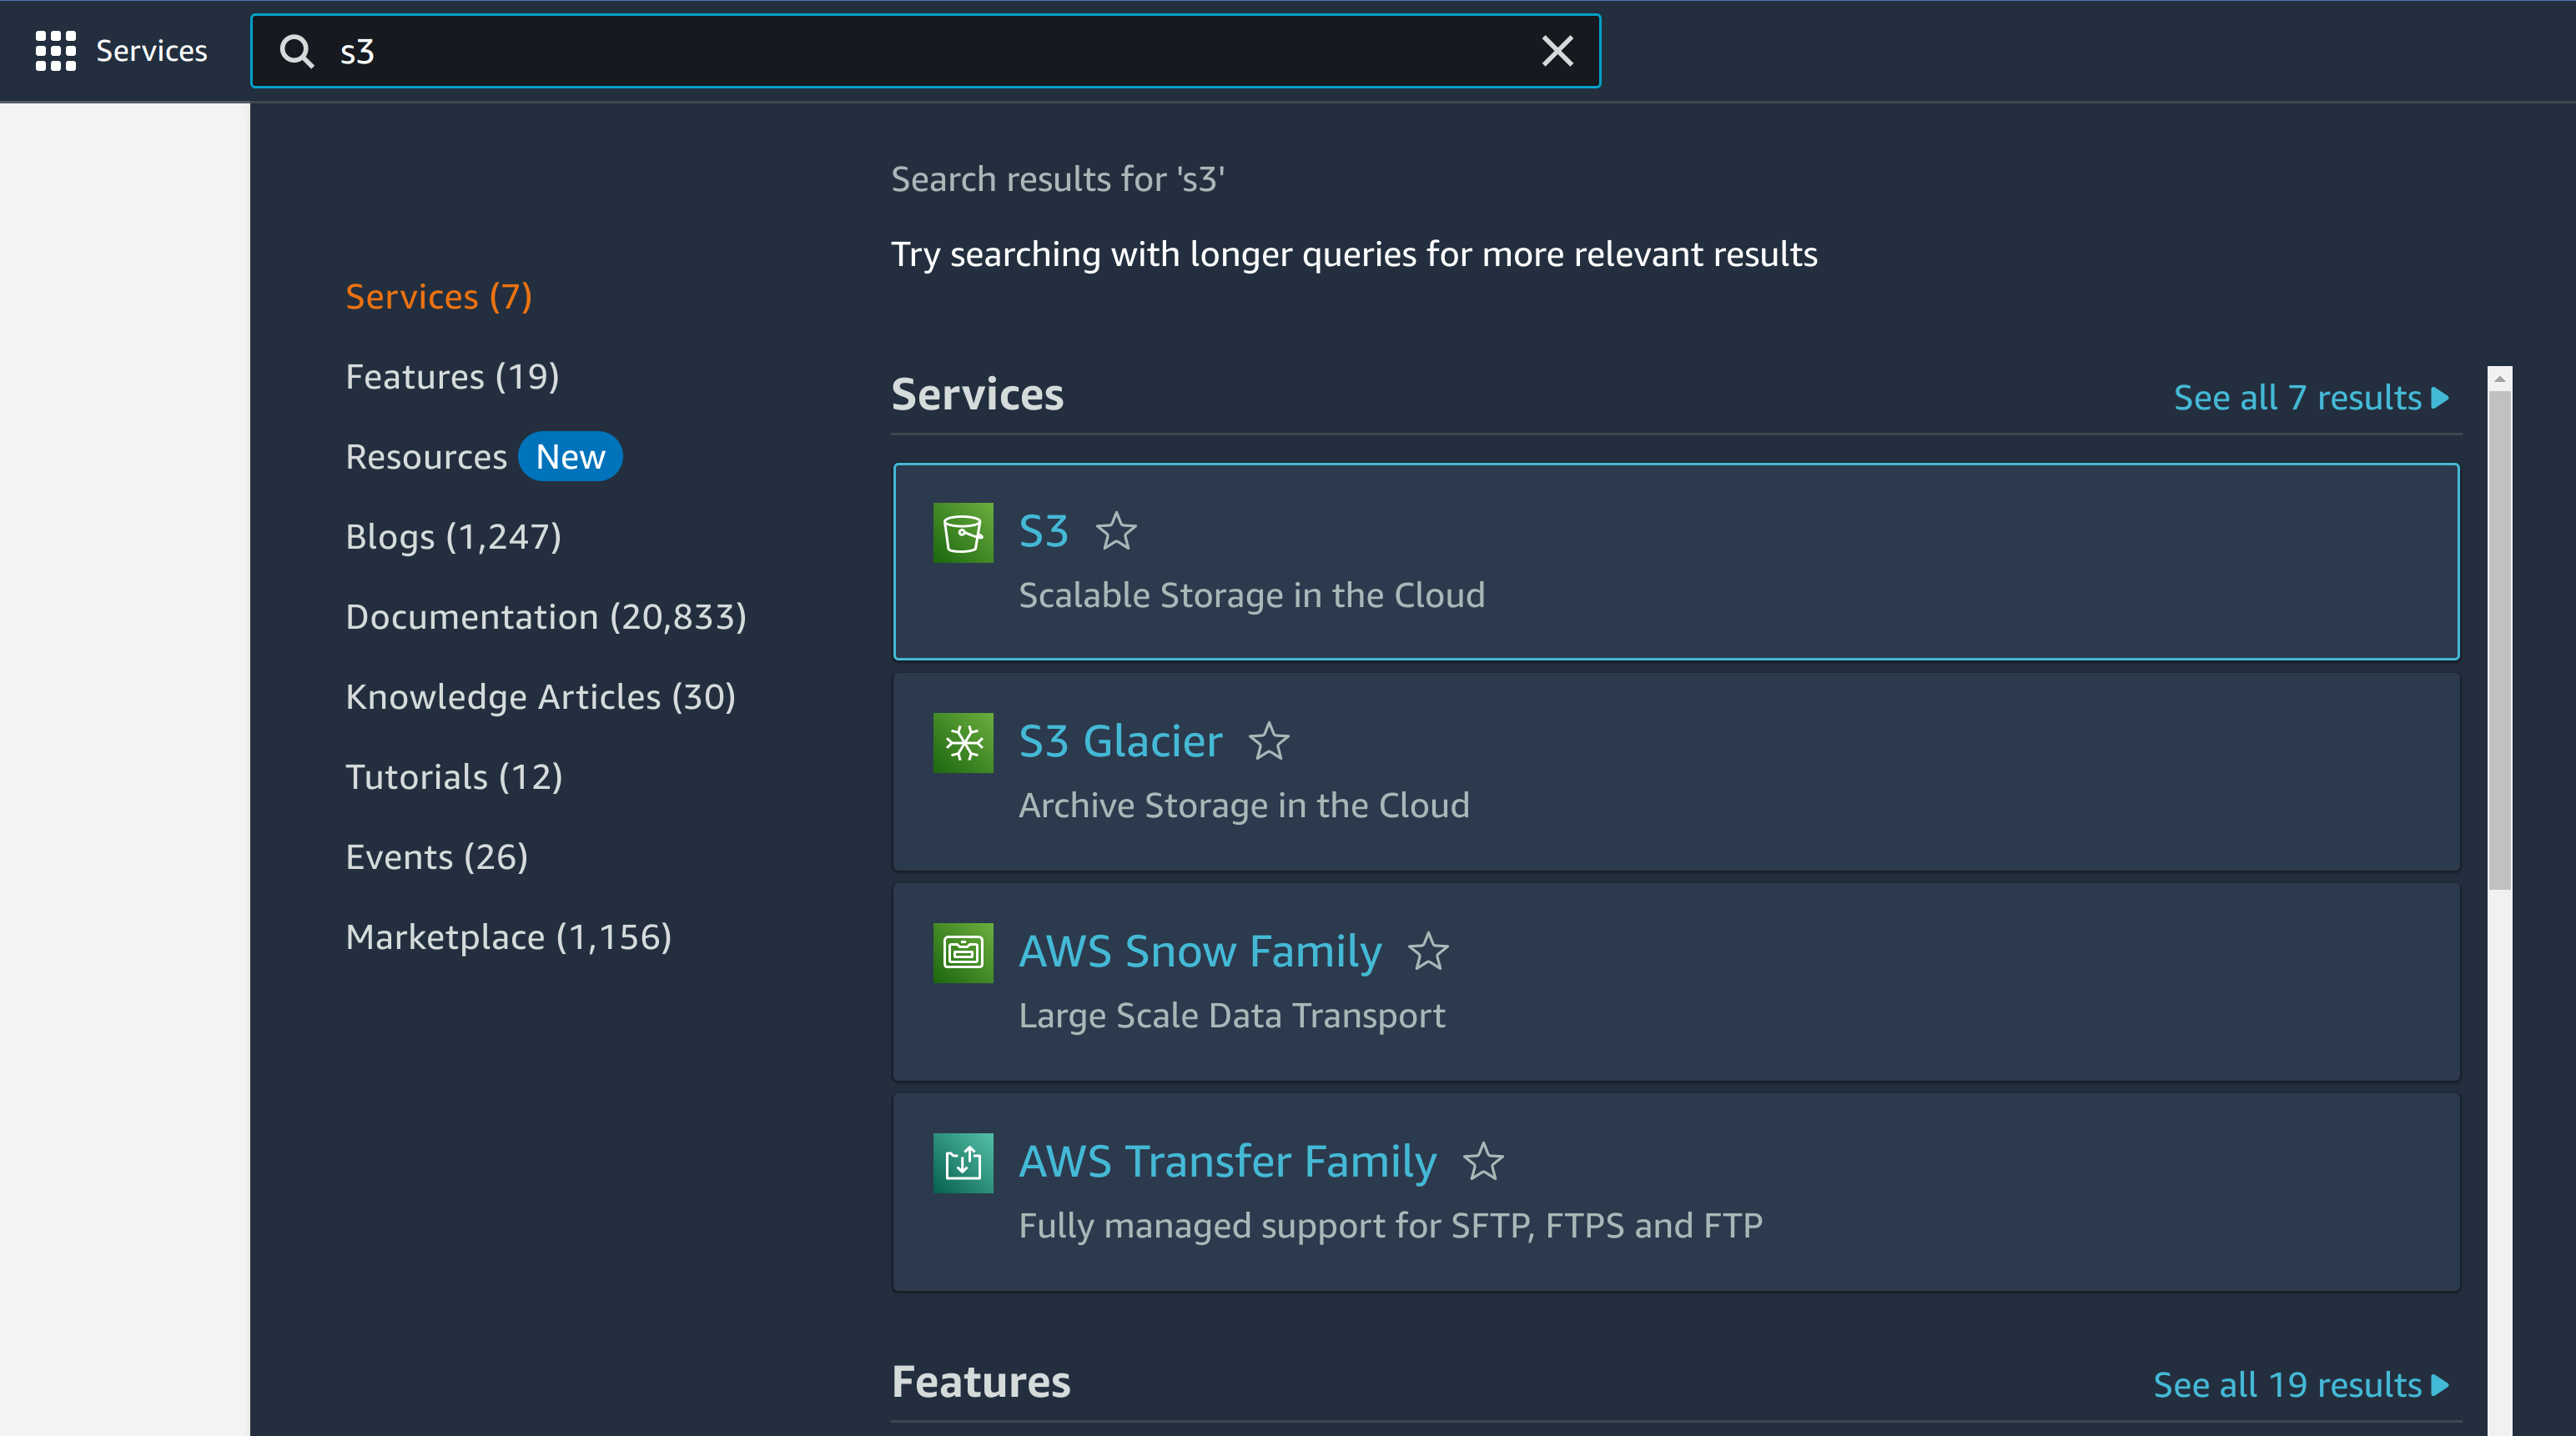 Services
s3
Search results for 's3'
Try searching with longer queries for more relevant results
Services (7)
Features (19)
Resources New
Blogs (1,247)
Documentation (20,833)
Knowledge Articles (30)
Tutorials (12)
Events (26)
Marketplace (1,156)
Services
See all 7 results
S3
Scalable Storage in the Cloud
S3 Glacier
Archive Storage in the Cloud
AWS Snow Family
Large Scale Data Transport
AWS Transfer Family
Fully managed support for SFTP, FTPS and FTP
Features
See all 19 results